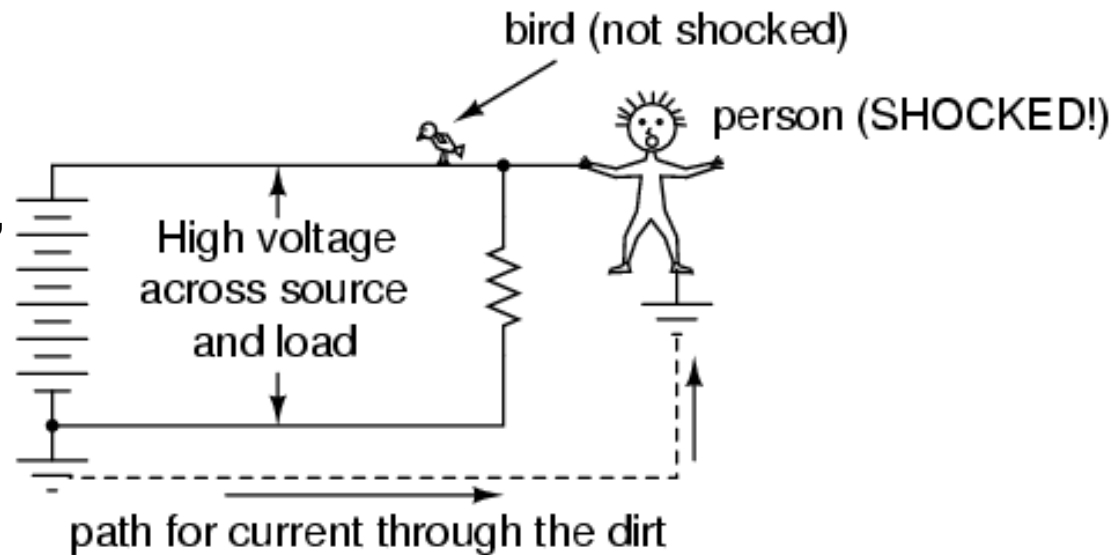 bird (not shocked)
person (SHOCKED!)
High voltage
across source
and load
path for current through the dirt